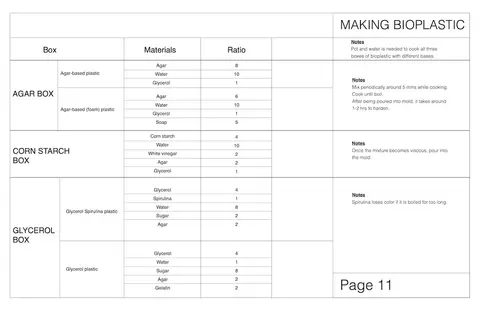 MAKING BIOPLASTIC
Box Materials Ratio
Notes
Pot and water is needed to cook all three
boxes of bioplastic with different bases.
AGAR BOX
Agar-based plastic
Agar 8
Water 10
Glycerol 1
Agar-based (foam) plastic
Agar 6
Water 10
Glycerol 1
Soap 5
Notes
Mix periodically around 5 mins while cooking.
Cook until boil.
After being poured into mold, it takes around
1-2 hrs to harden.
CORN STARCH
BOX
Corn starch 4
Water 10
White vinegar 2
Agar 2
Glycerol 1
Notes
Once the mixture becomes viscous, pour into
the mold.
GLYCEROL
BOX
Glycerol Spirulina plastic
Glycerol 4
Spirulina 1
Water 8
Sugar 2
Agar 2
Notes
Spirulina loses color if it is boiled for too long.
Glycerol plastic
Glycerol 4
Water 1
Sugar 8
Agar 2
Gelatin 2
Page 11